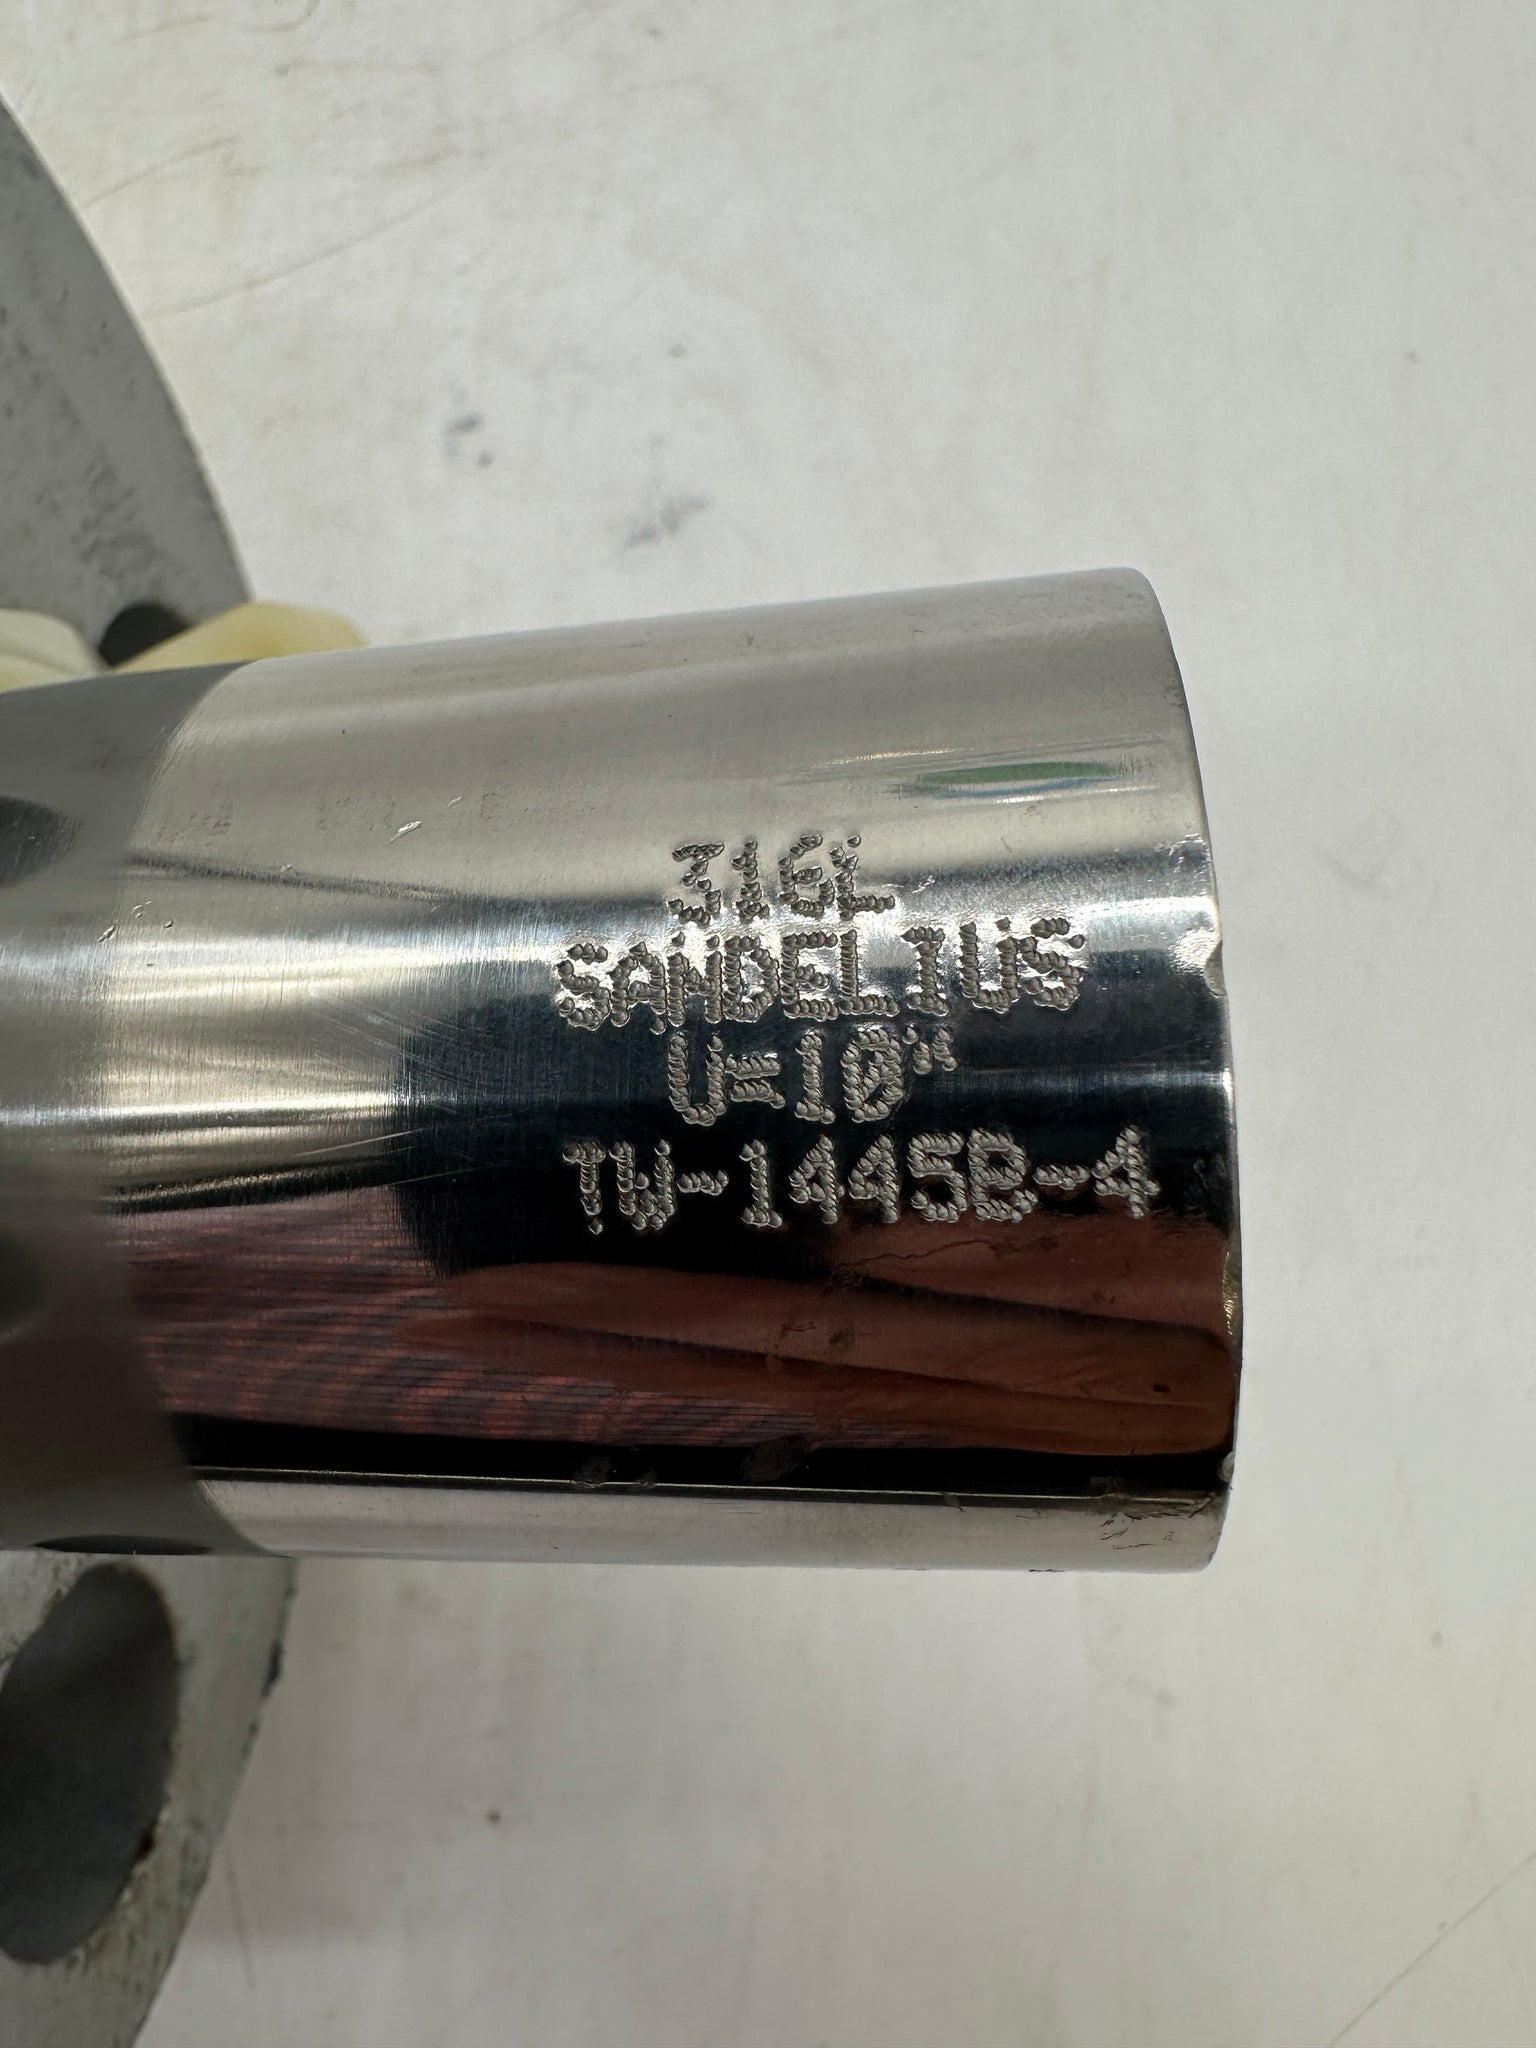 316L
SANDELIUS
U=10"
TW-1445B-4